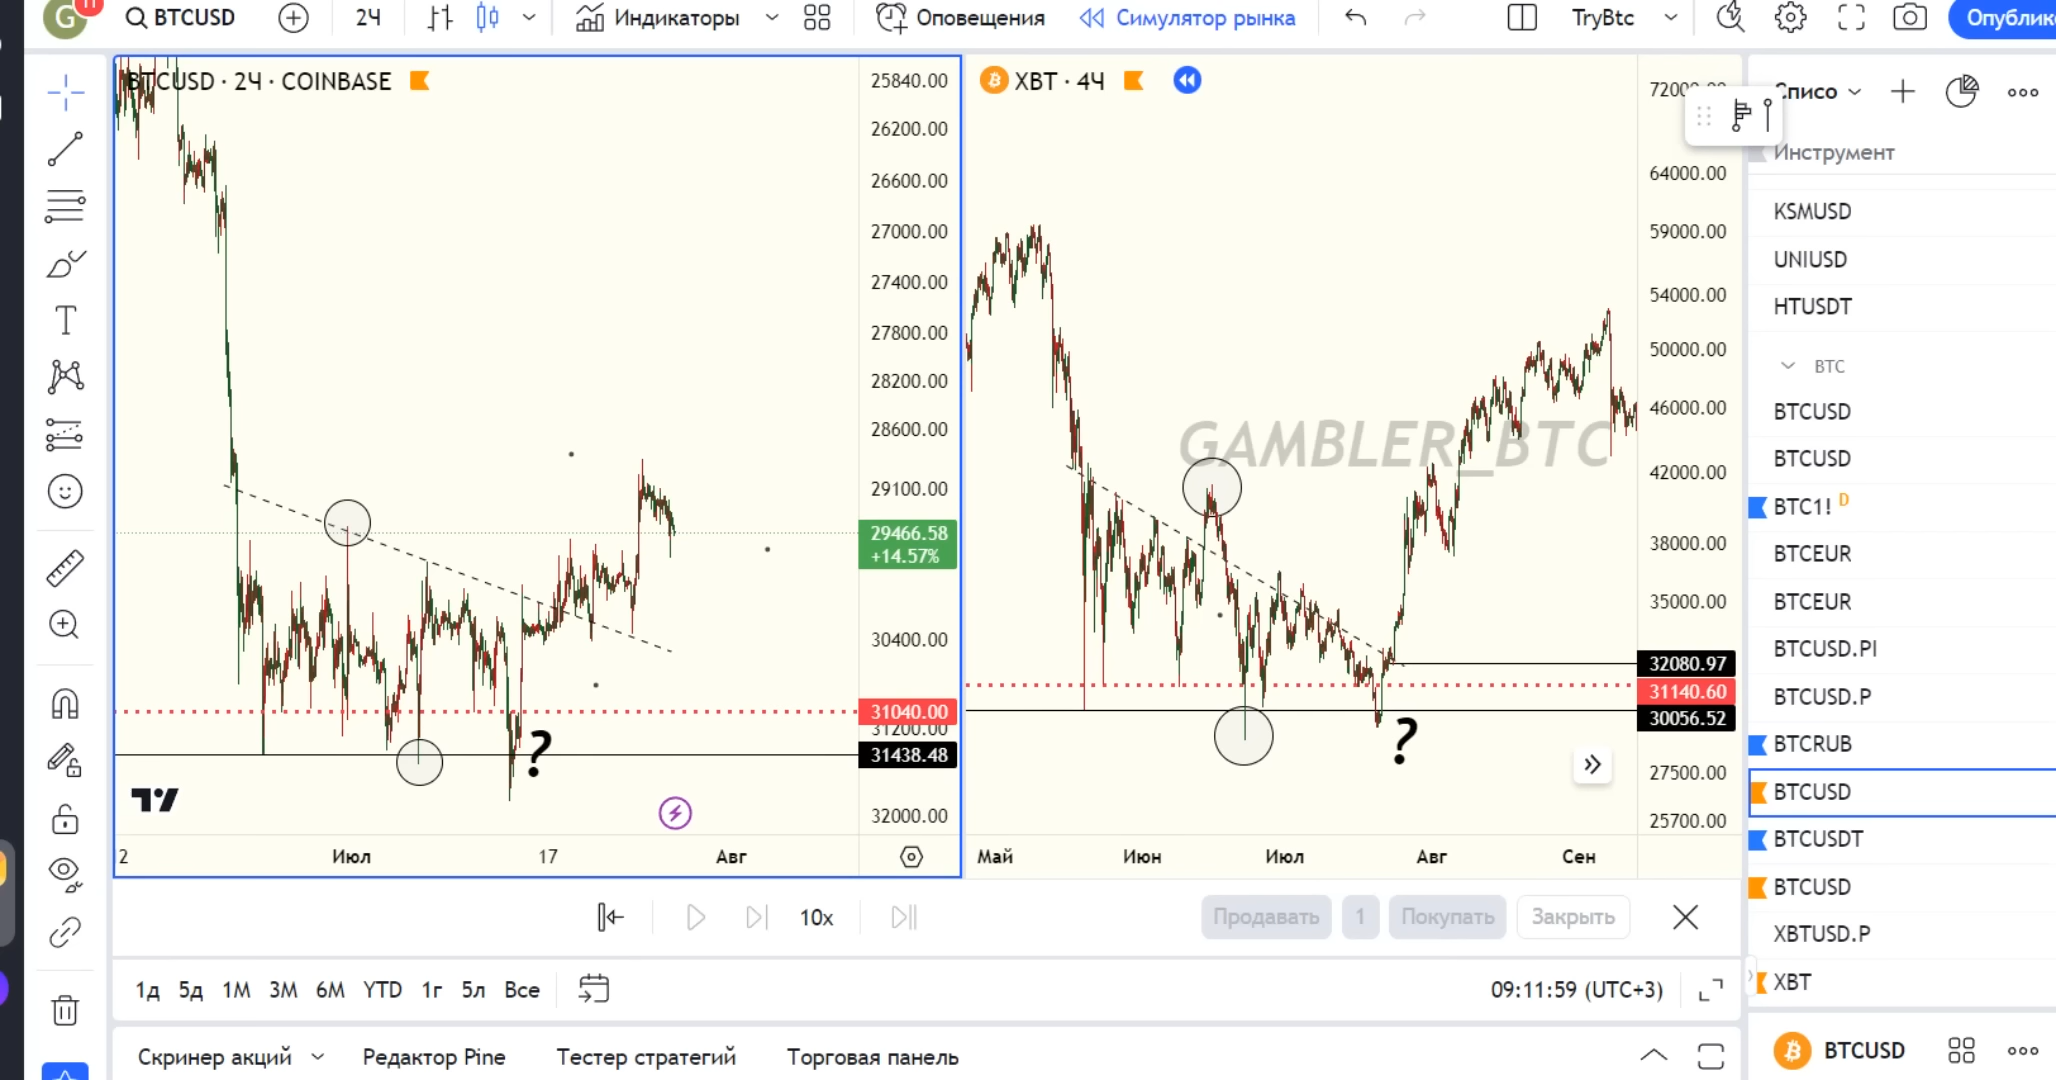 G 11
BTCUSD 2Ч Индикаторы Оповещения Симулятор рынка TryBtc
BTCUSD · 2Ч · COINBASE
25840.00
26200.00
26600.00
27000.00
27400.00
27800.00
28200.00
28600.00
29100.00
29466.58
+14.57%
30400.00
31040.00
31200.00
31438.48
32000.00
?
2 Июл 17 Авг
XBT · 4Ч
GAMBLER_BTC
64000.00
59000.00
54000.00
50000.00
46000.00
42000.00
38000.00
35000.00
32080.97
31140.60
30056.52
27500.00
25700.00
?
Май Июн Июл Авг Сен
10x Продавать 1 Покупать Закрыть
1д 5д 1М 3М 6М YTD 1г 5л Все 09:11:59 (UTC+3)
Скринер акций Редактор Pine Тестер стратегий Торговая панель
Инструмент
KSMUSD
UNIUSD
HTUSDT
BTC
BTCUSD
BTCUSD
BTC1! D
BTCEUR
BTCEUR
BTCUSD.PI
BTCUSD.P
BTCRUB
BTCUSD
BTCUSDT
BTCUSD
XBTUSD.P
XBT
BTCUSD